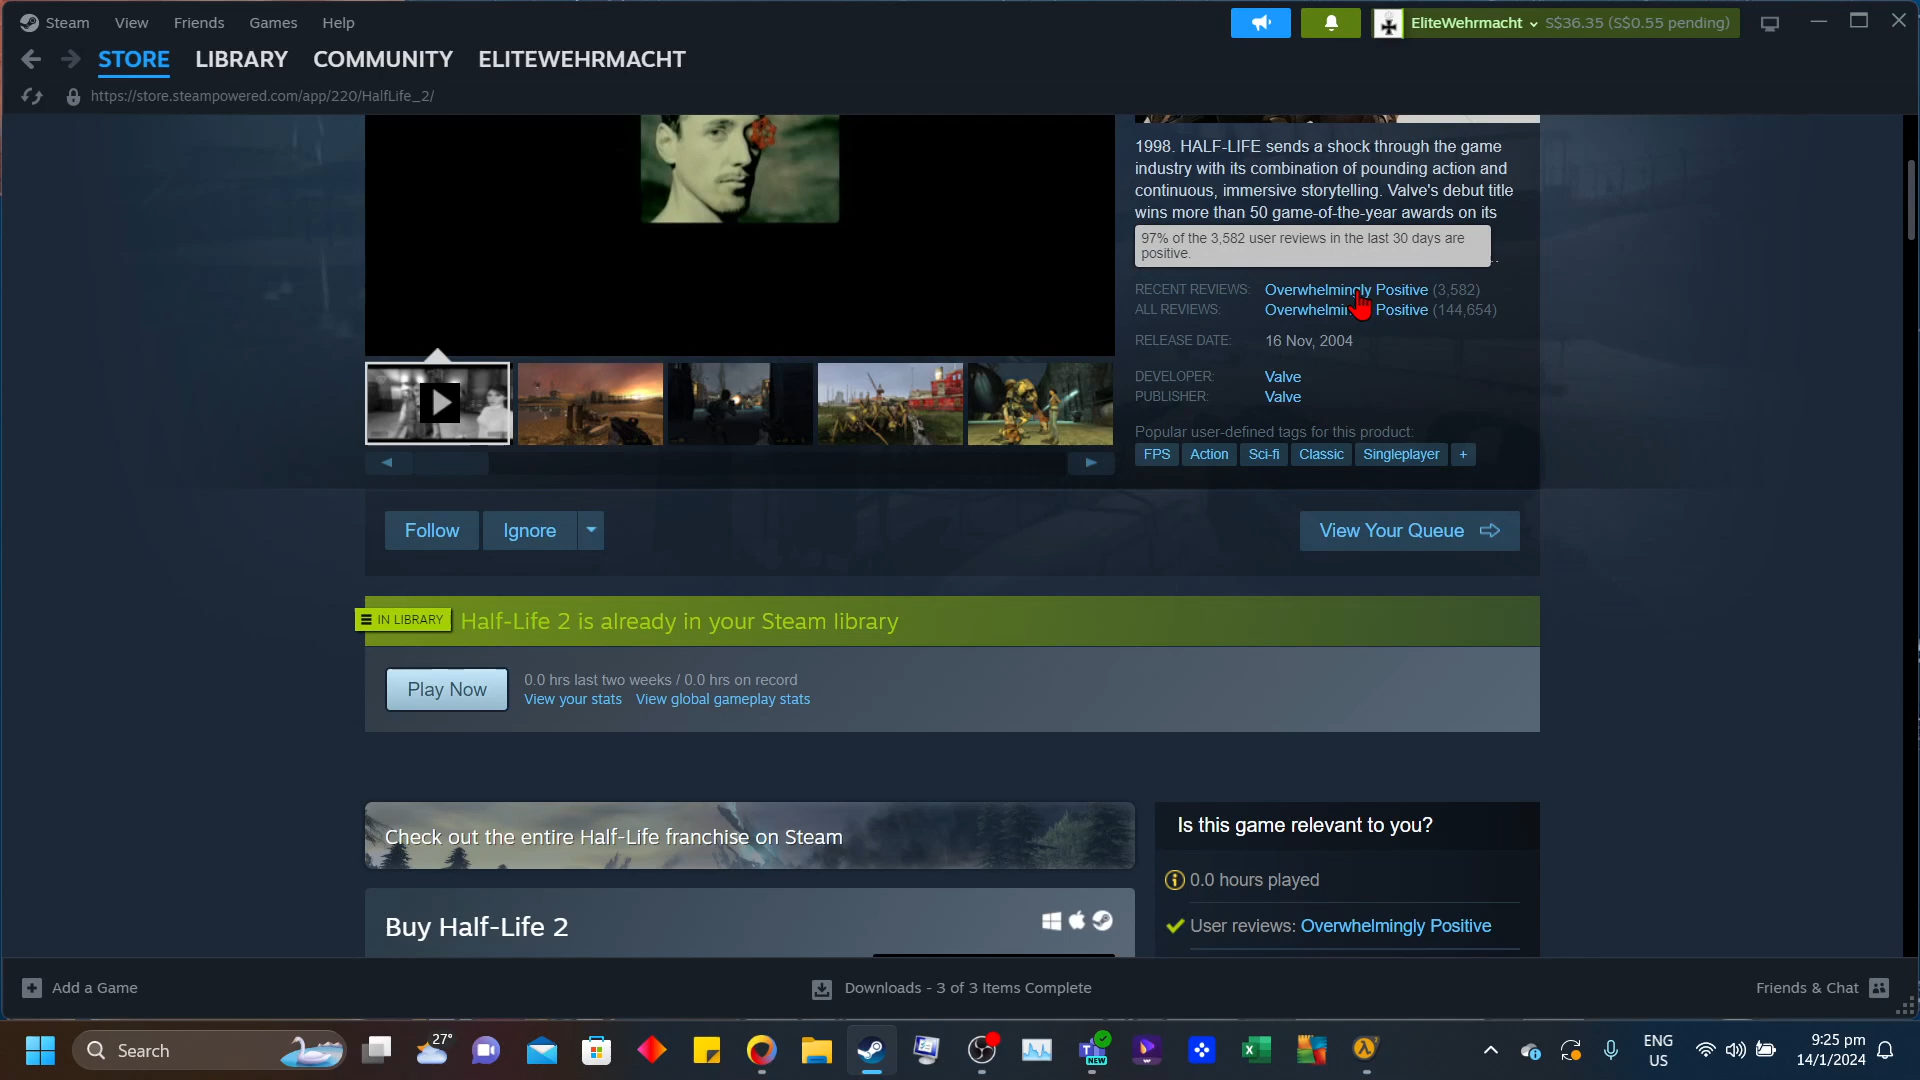 Steam View Friends Games Help
EliteWehrmacht S$36.35 (S$0.55 pending)
STORE LIBRARY COMMUNITY ELITEWEHRMACHT
https://store.steampowered.com/app/220/HalfLife_2/
1998. HALF-LIFE sends a shock through the game
industry with its combination of pounding action and
continuous, immersive storytelling. Valve's debut title
wins more than 50 game-of-the-year awards on its
97% of the 3,582 user reviews in the last 30 days are
positive.
RECENT REVIEWS: Overwhelmingly Positive (3,582)
ALL REVIEWS: Positive (144,654)
RELEASE DATE: 16 Nov, 2004
DEVELOPER: Valve
PUBLISHER: Valve
Popular user-defined tags for this product:
FPS Action Sci-fi Classic Singleplayer +
Follow Ignore View Your Queue
IN LIBRARY Half-Life 2 is already in your Steam library
Play Now
0.0 hrs last two weeks / 0.0 hrs on record
View your stats View global gameplay stats
Check out the entire Half-Life franchise on Steam
Is this game relevant to you?
0.0 hours played
Buy Half-Life 2
User reviews: Overwhelmingly Positive
Add a Game Downloads - 3 of 3 Items Complete Friends & Chat
Search 27° NEW ENG US 9:25 pm
14/1/2024